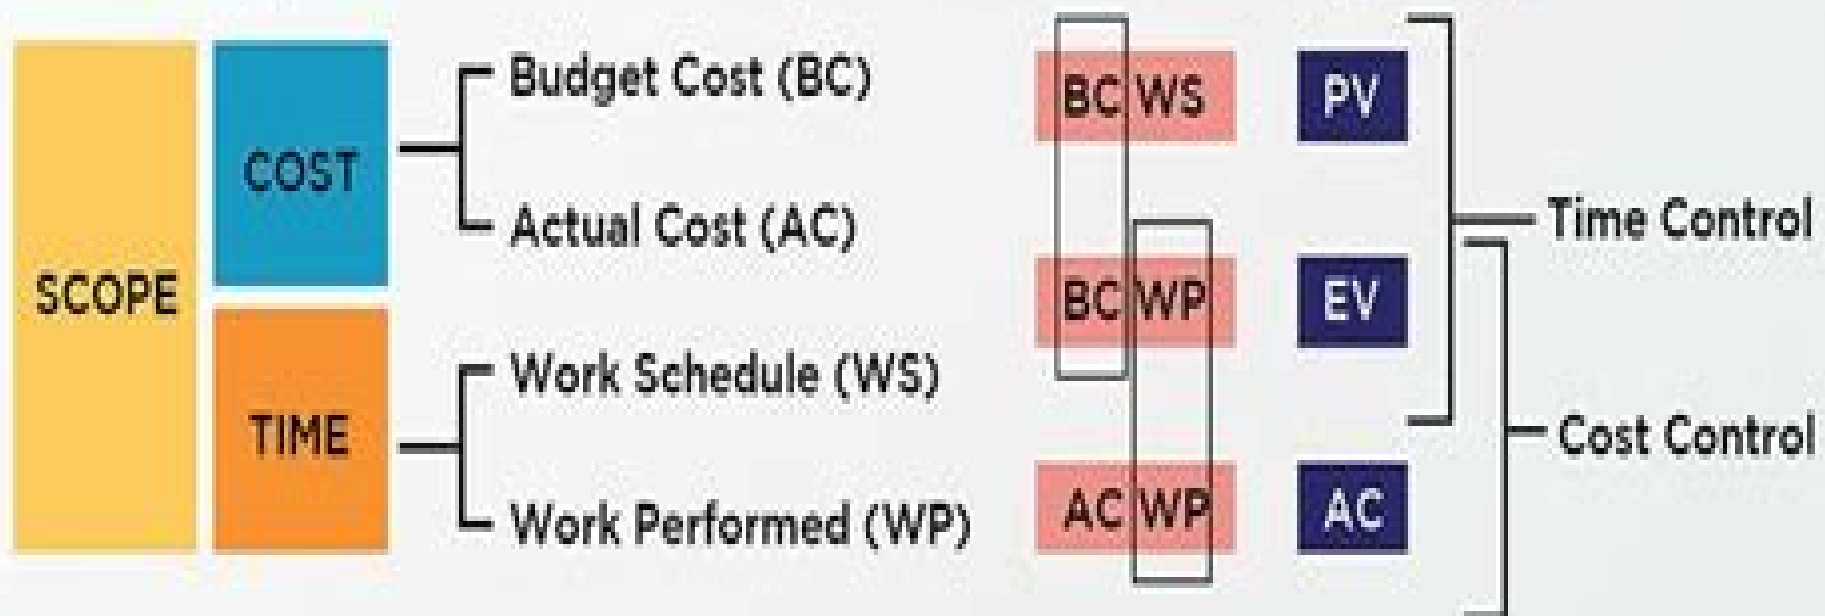 SCOPE
COST
TIME
Budget Cost (BC)
Actual Cost (AC)
Work Schedule (WS)
Work Performed (WP)
BC WS
BC WP
AC WP
PV
EV
AC
Time Control
Cost Control